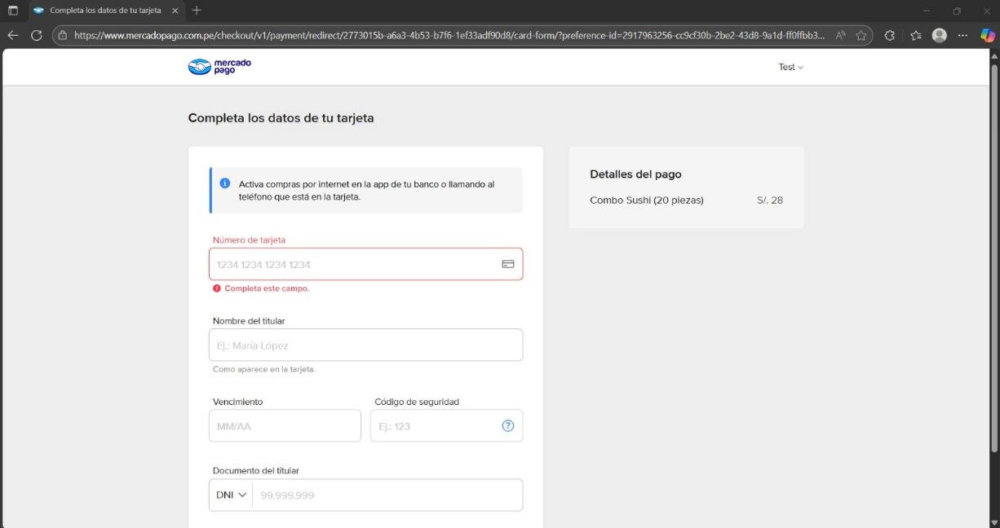 Completa los datos de tu tarjeta
https://www.mercadopago.com.pe/checkout/v1/payment/redirect/2773015b-a6a3-4b53-b7f6-1ef33adf90d8/card-form/?preference-id=2917963256-cc9cf30b-2be2-43d8-9a1d-ff0ffbb3...
mercado
pago
Test
Completa los datos de tu tarjeta
Activa compras por internet en la app de tu banco o llamando al
teléfono que está en la tarjeta.
Detalles del pago
Combo Sushi (20 piezas) S/. 28
Número de tarjeta
1234 1234 1234 1234
Completa este campo.
Nombre del titular
Ej.: María López
Como aparece en la tarjeta.
Vencimiento Código de seguridad
MM/AA Ej.: 123
Documento del titular
DNI 99.999.999